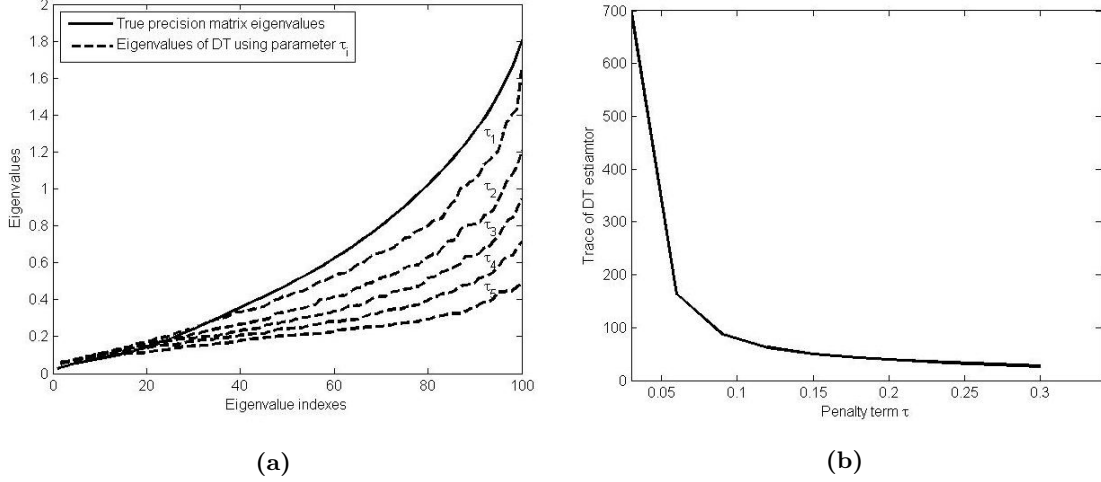 True precision matrix eigenvalues
Eigenvalues of DT using parameter τi
Eigenvalues
2
1.8
1.6
1.4
1.2
1
0.8
0.6
0.4
0.2
0
τ1
τ2
τ3
τ4
τ5
0 20 40 60 80 100
Eigenvalue indexes
(a)
Trace of DT estiamtor
700
600
500
400
300
200
100
0
0.05 0.1 0.15 0.2 0.25 0.3
Penalty term τ
(b)